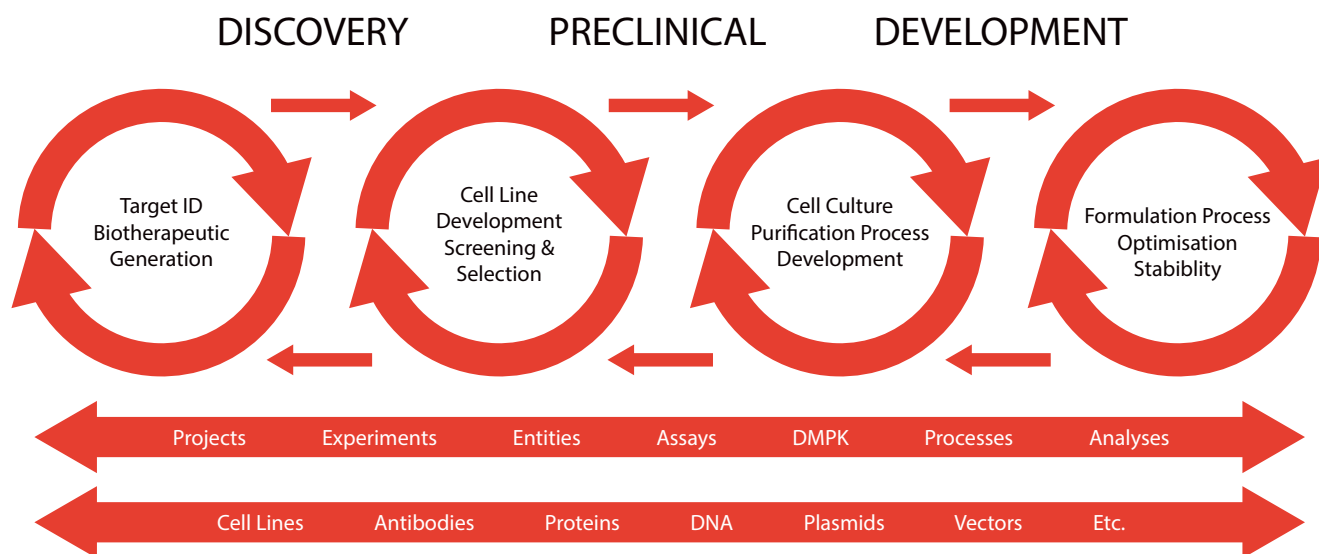 DISCOVERY PRECLINICAL DEVELOPMENT
Target ID
Biotherapeutic
Generation
Cell Line
Development
Screening &
Selection
Cell Culture
Purification Process
Development
Formulation Process
Optimisation
Stabiblity
Projects Experiments Entities Assays DMPK Processes Analyses
Cell Lines Antibodies Proteins DNA Plasmids Vectors Etc.